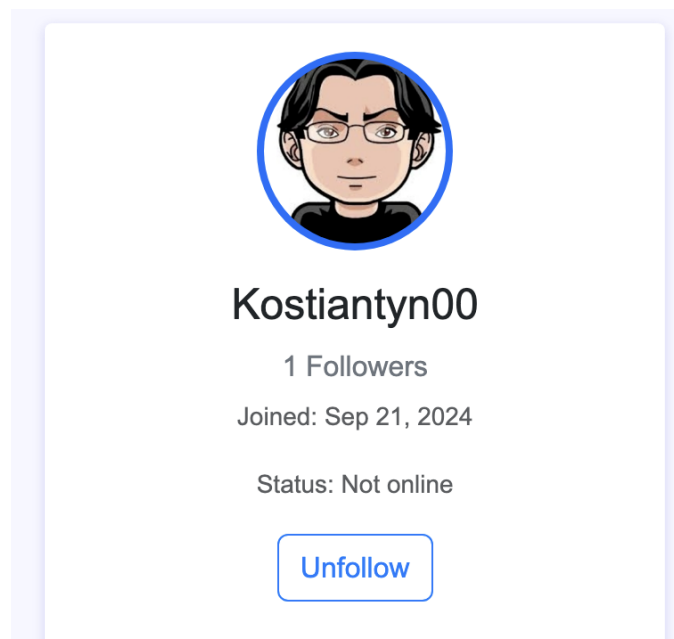 Kostiantyn00
1 Followers
Joined: Sep 21, 2024
Status: Not online
Unfollow